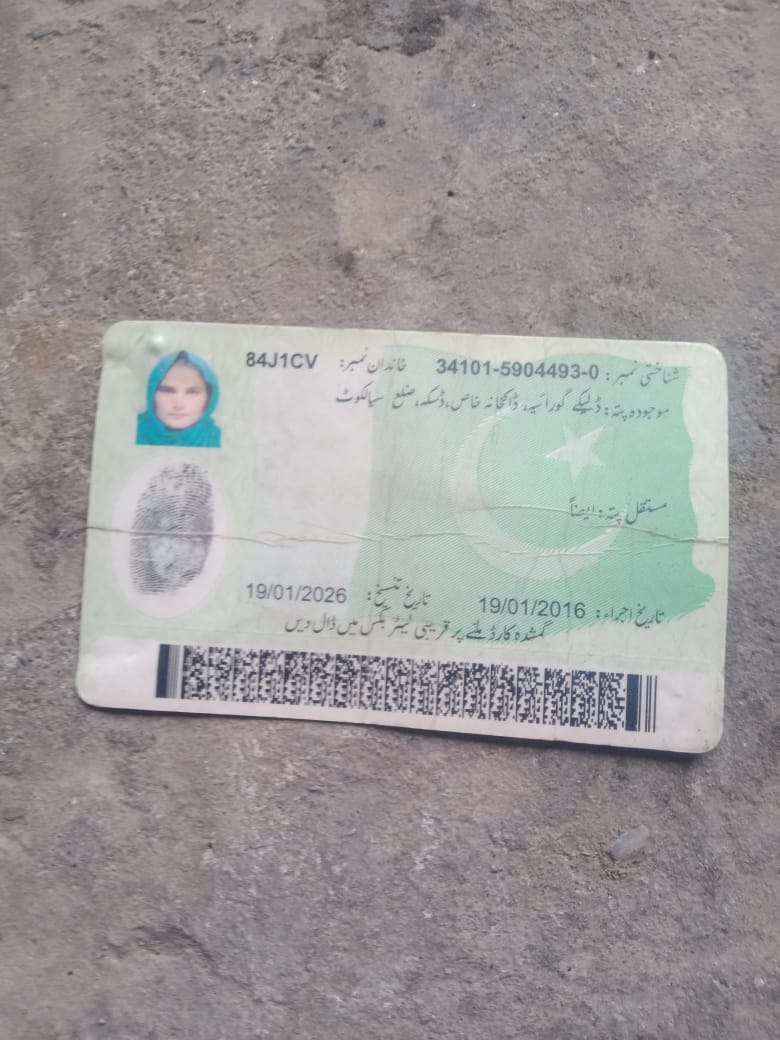 شناختی نمبر: 34101-5904493-0 خاندان نمبر: 84J1CV
موجودہ پتہ: ڈلیکے گورائیہ، ڈاکخانہ خاص، ڈسکہ، ضلع سیالکوٹ
مستقل پتہ: ایضاً
تاریخ اجراء: 19/01/2016 تاریخ تنسیخ: 19/01/2026
گمشدہ کارڈ ملنے پر قریبی لیٹر بکس میں ڈال دیں